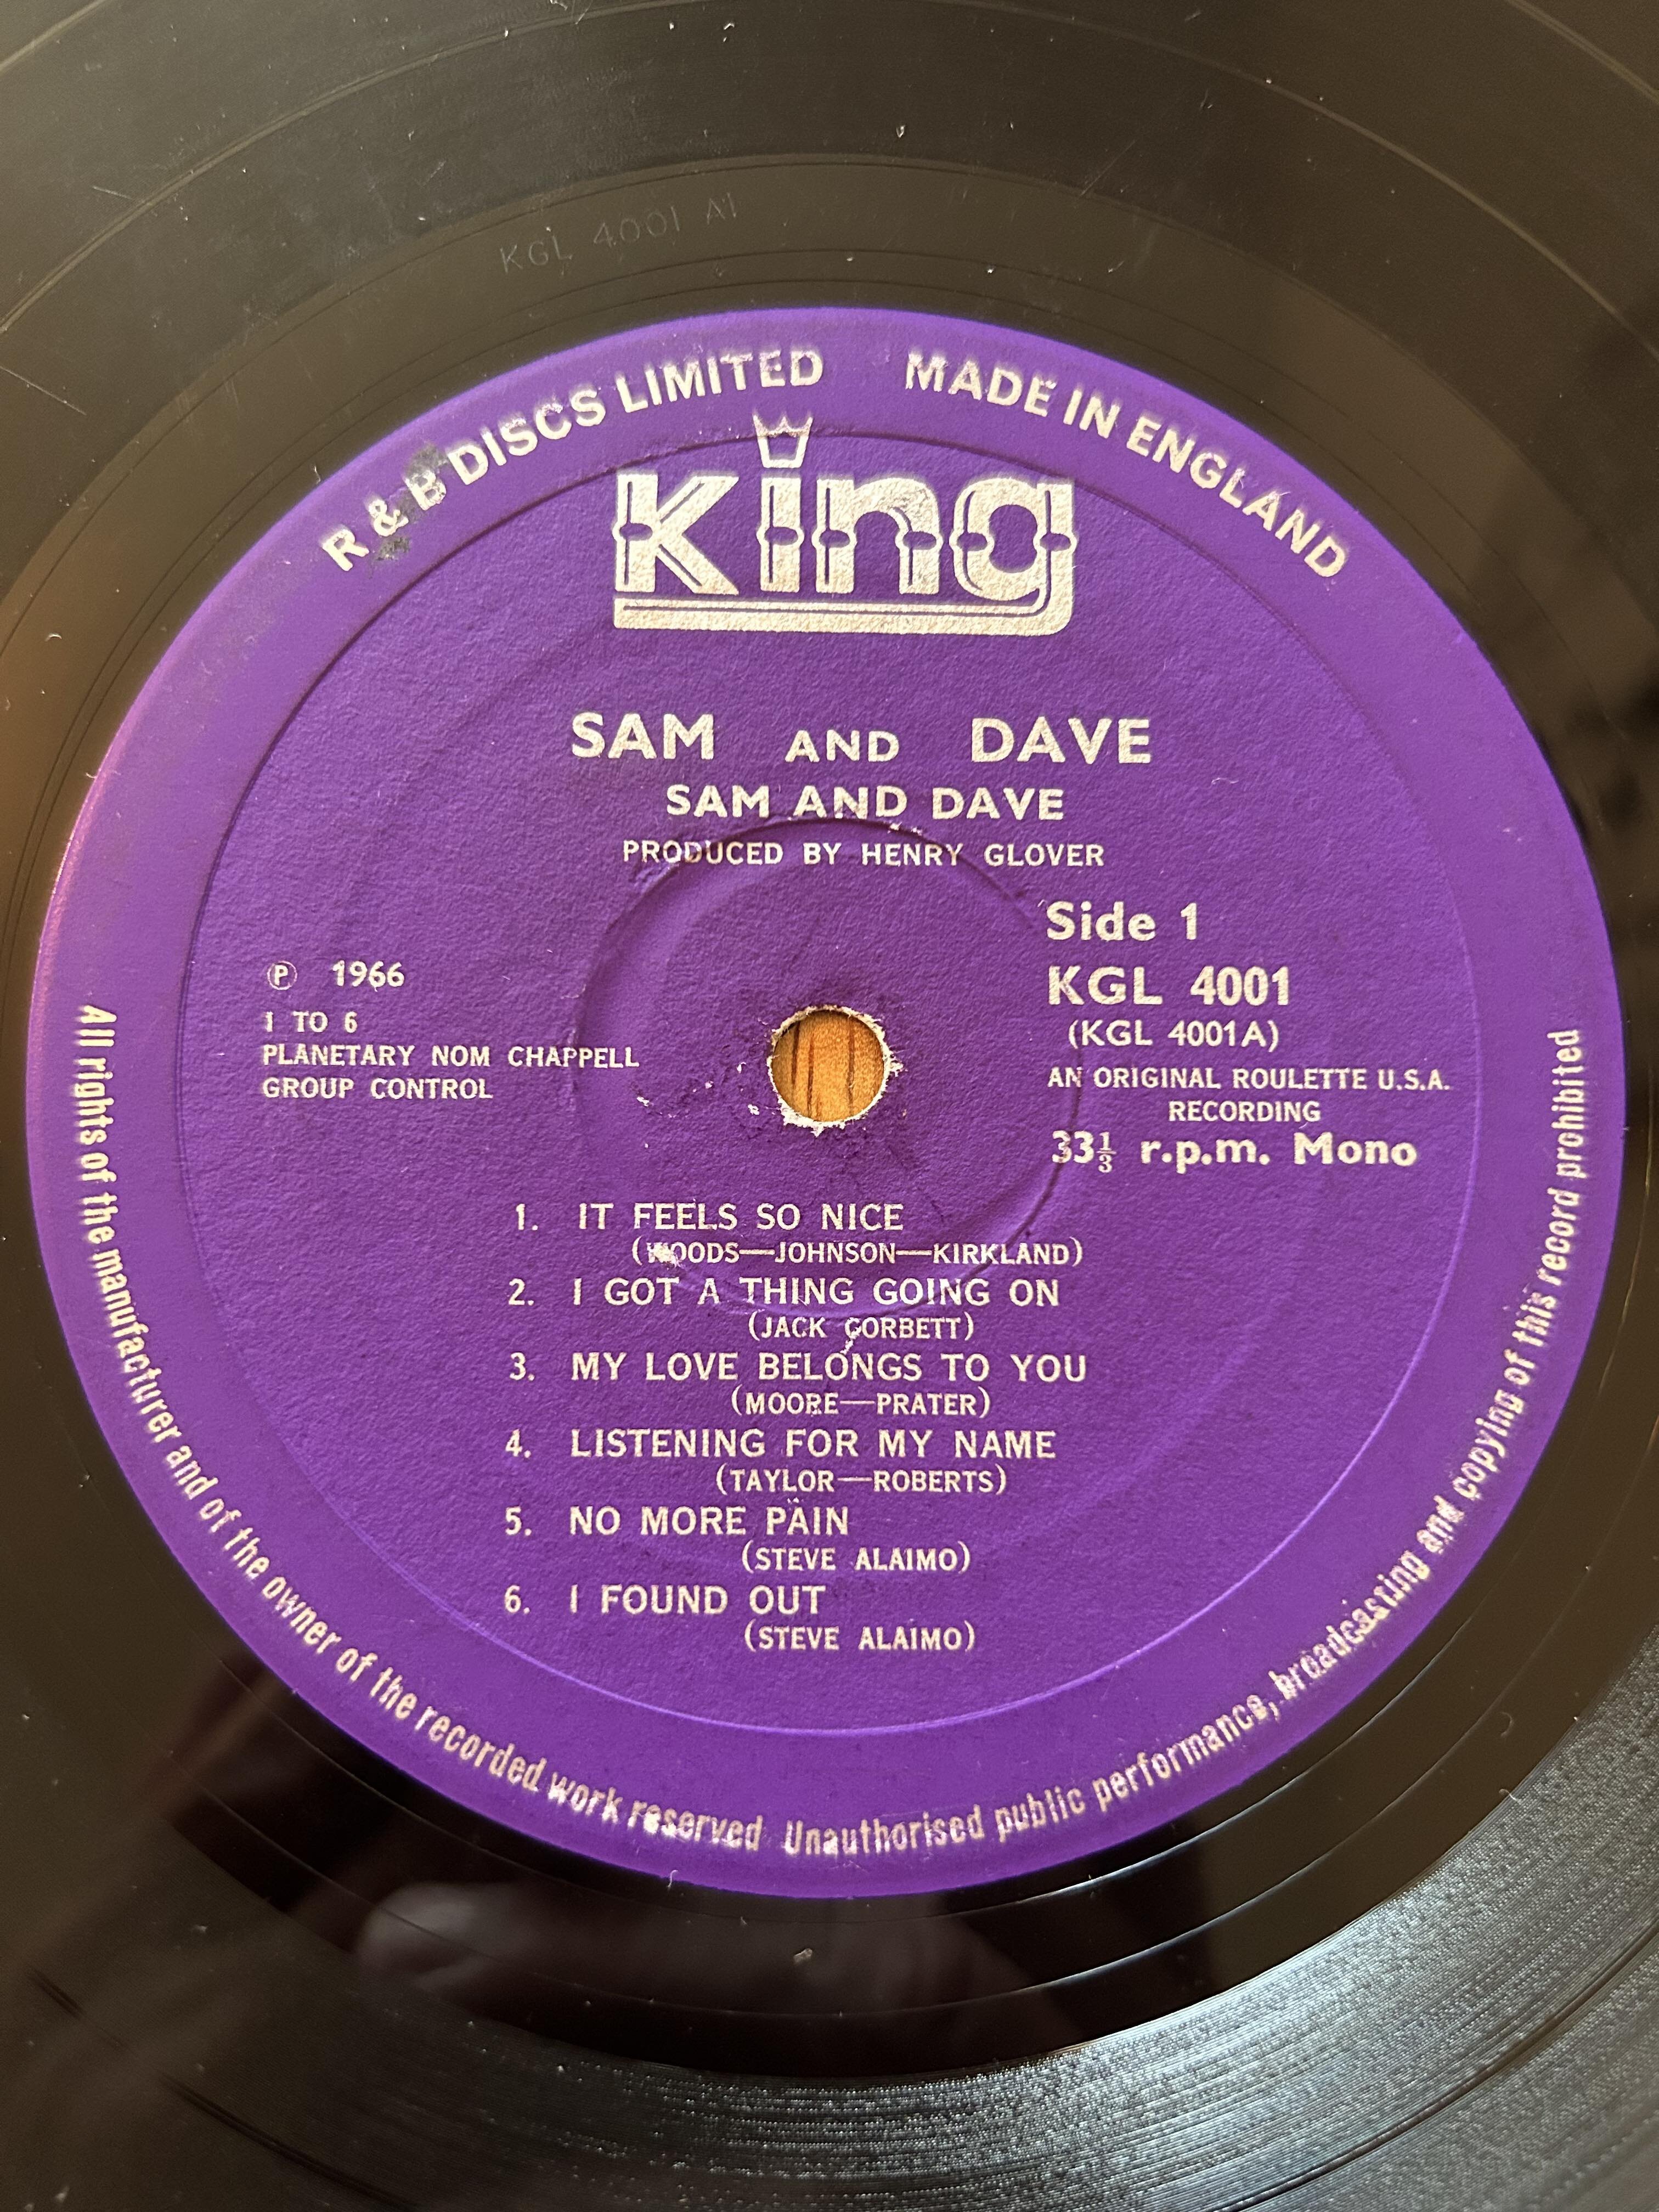 KGL 4001 A1
R & B DISCS LIMITED MADE IN ENGLAND
King
SAM AND DAVE
SAM AND DAVE
PRODUCED BY HENRY GLOVER
Side 1
KGL 4001
(KGL 4001A)
AN ORIGINAL ROULETTE U.S.A.
RECORDING
33⅓ r.p.m. Mono
℗ 1966
1 TO 6
PLANETARY NOM CHAPPELL
GROUP CONTROL
1. IT FEELS SO NICE
(WOODS—JOHNSON—KIRKLAND)
2. I GOT A THING GOING ON
(JACK CORBETT)
3. MY LOVE BELONGS TO YOU
(MOORE—PRATER)
4. LISTENING FOR MY NAME
(TAYLOR—ROBERTS)
5. NO MORE PAIN
(STEVE ALAIMO)
6. I FOUND OUT
(STEVE ALAIMO)
All rights of the manufacturer and of the owner of the recorded work reserved Unauthorised public performance, broadcasting and copying of this record prohibited